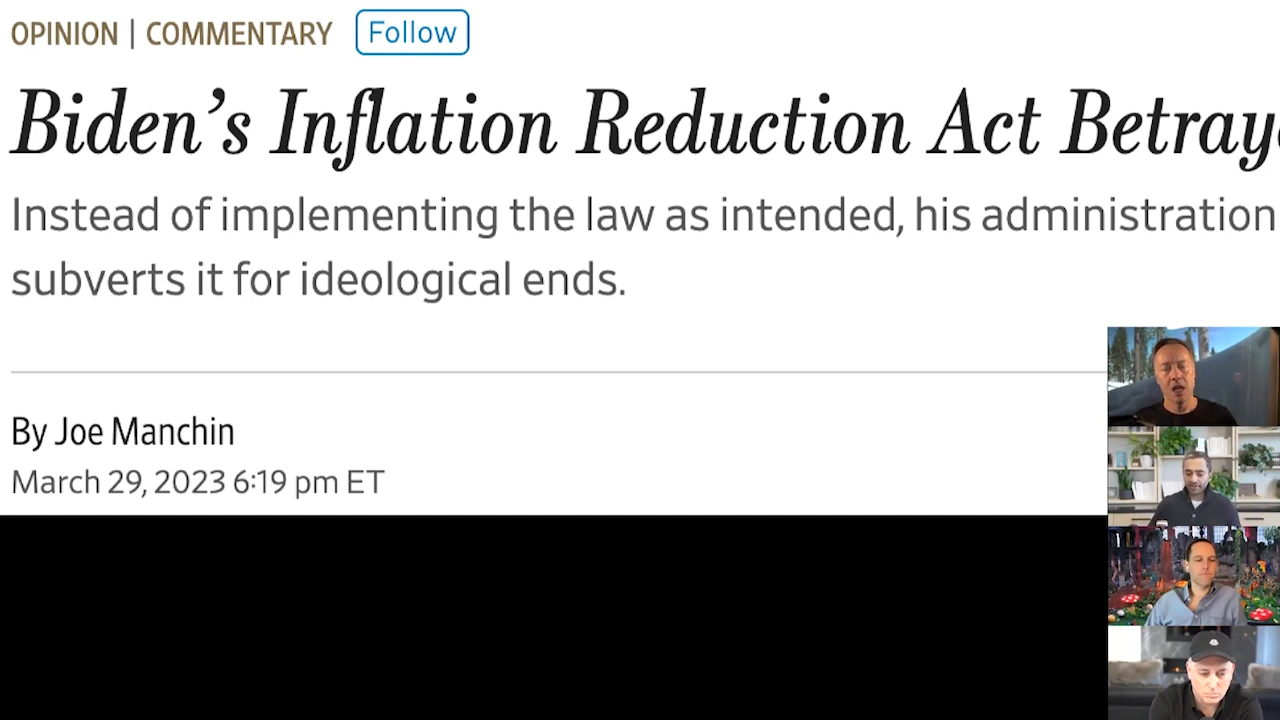 OPINION | COMMENTARY Follow
Biden’s Inflation Reduction Act
Instead of implementing the law as intended, his administration
subverts it for ideological ends.
By Joe Manchin
March 29, 2023 6:19 pm ET